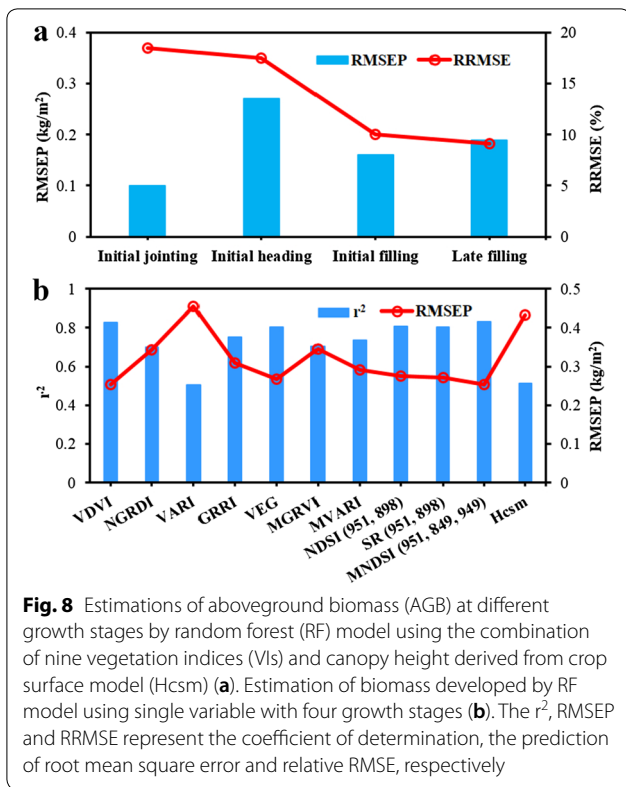 a
0.4
0.3
0.2
0.1
0
RMSEP (kg/m²)
RMSEP
RRMSE
20
15
10
5
0
RRMSE (%)
Initial jointing
Initial heading
Initial filling
Late filling
b
1
0.8
0.6
0.4
0.2
0
r²
r²
RMSEP
0.5
0.4
0.3
0.2
0.1
0
RMSEP (kg/m²)
VDVI
NGRDI
VARI
GRRI
VEG
MGRVI
MVARI
NDSI (951, 898)
SR (951, 898)
MNDSI (951, 849, 949)
Hcsm
Fig. 8 Estimations of aboveground biomass (AGB) at different
growth stages by random forest (RF) model using the combination
of nine vegetation indices (VIs) and canopy height derived from crop
surface model (Hcsm) (a). Estimation of biomass developed by RF
model using single variable with four growth stages (b). The r², RMSEP
and RRMSE represent the coefficient of determination, the prediction
of root mean square error and relative RMSE, respectively